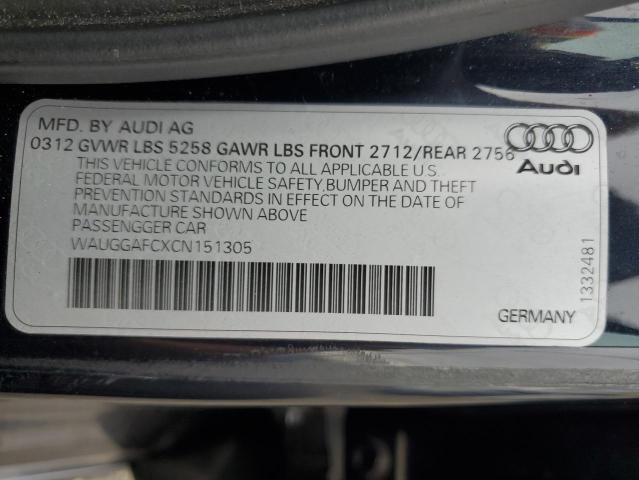 MFD. BY AUDI AG
0312 GVWR LBS 5258 GAWR LBS FRONT 2712/REAR 2756
THIS VEHICLE CONFORMS TO ALL APPLICABLE U.S.
FEDERAL MOTOR VEHICLE SAFETY, BUMPER AND THEFT
PREVENTION STANDARDS IN EFFECT ON THE DATE OF
MANUFACTURE SHOWN ABOVE
PASSENGGER CAR
WAUGGAFCXCN151305
Audi
1332481
GERMANY